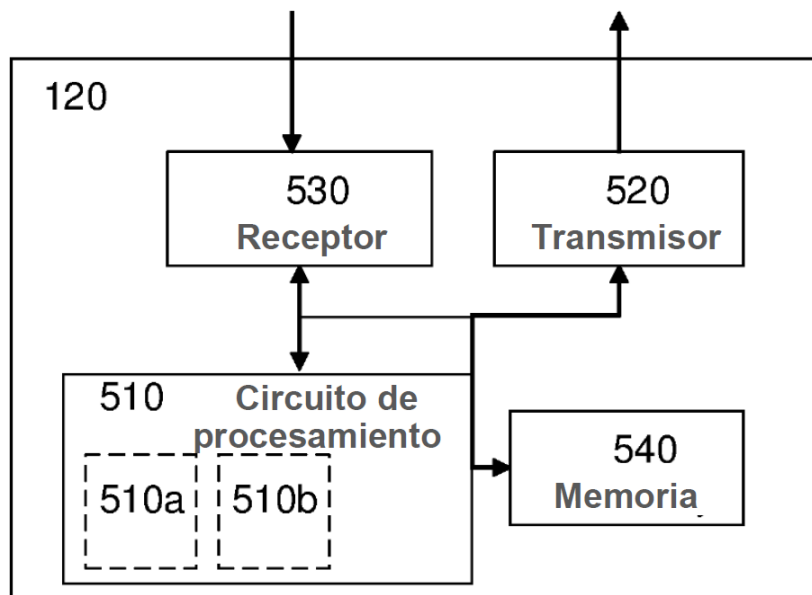 120
530
Receptor
520
Transmisor
510
Circuito de
procesamiento
510a
510b
540
Memoria